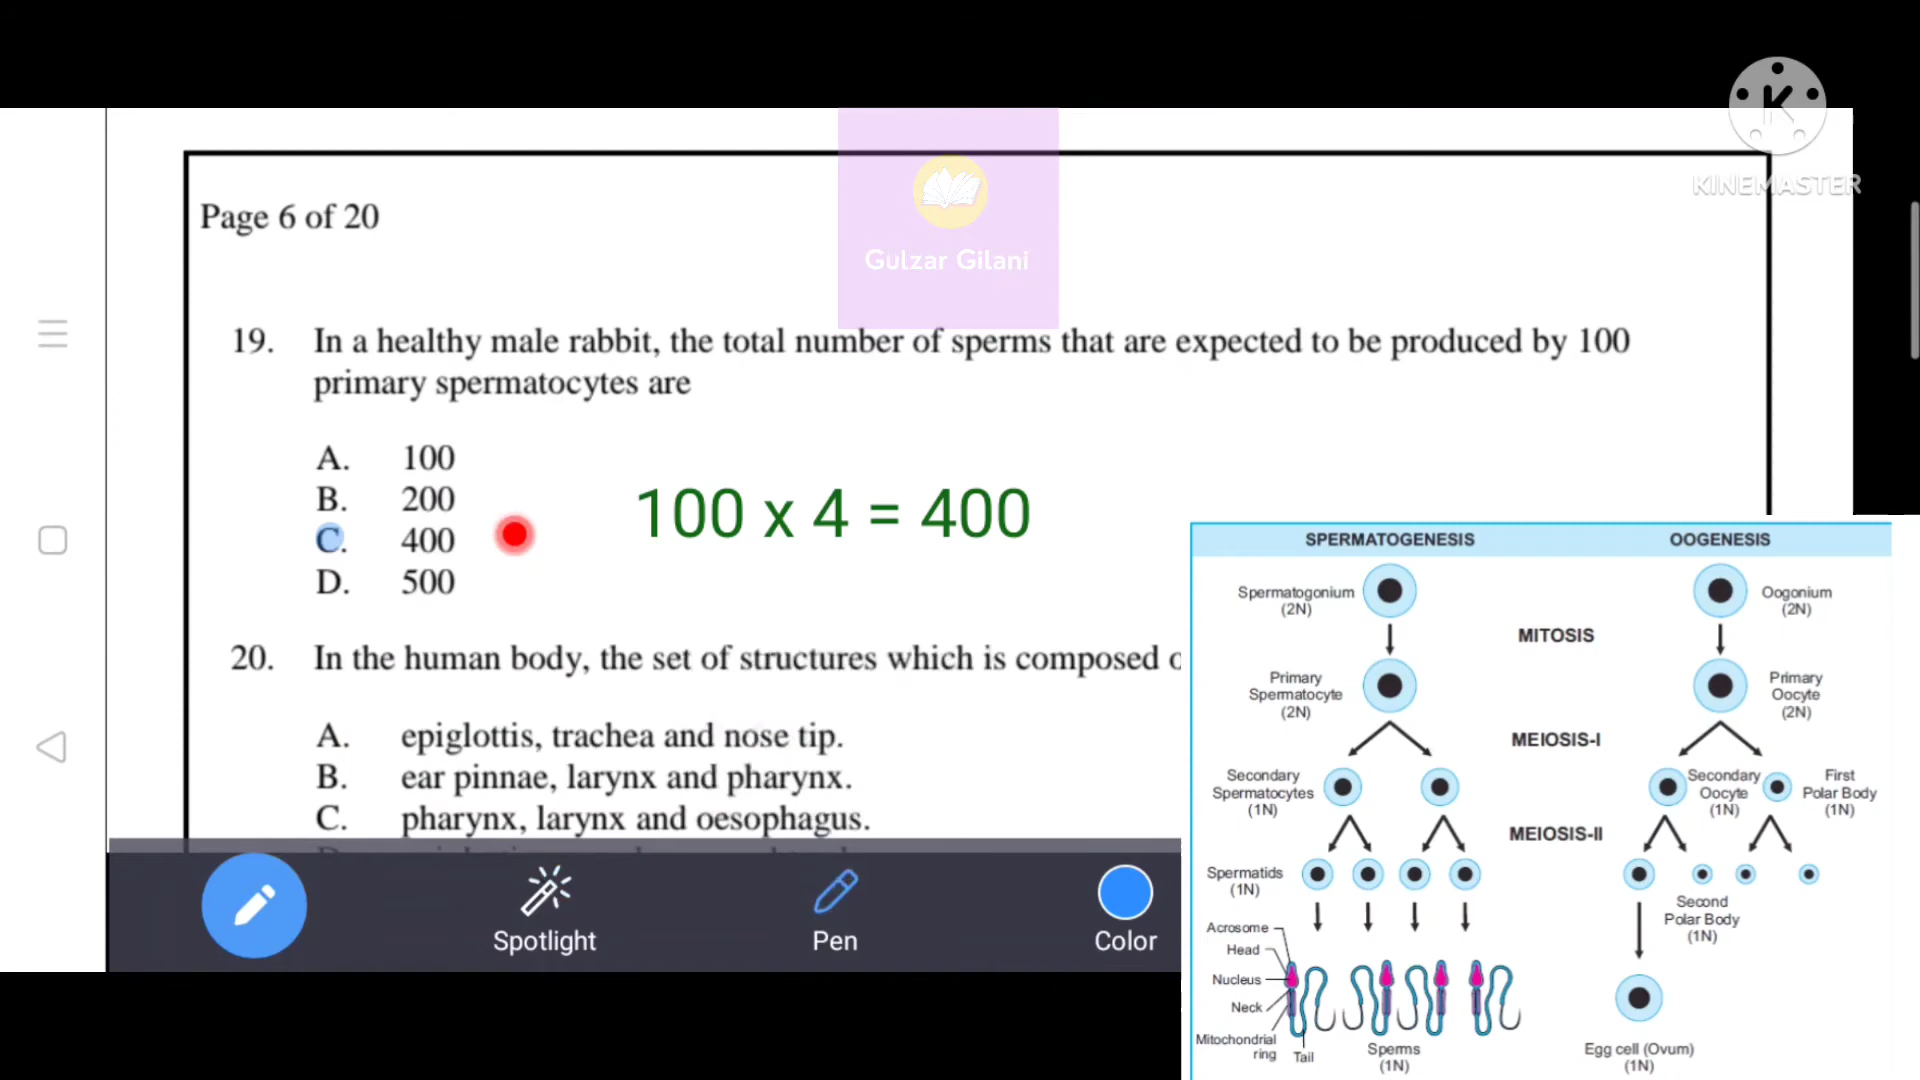 K
KINEMASTER
Gulzar Gilani
Page 6 of 20
19. In a healthy male rabbit, the total number of sperms that are expected to be produced by 100
primary spermatocytes are
A. 100
B. 200
C. 400
D. 500
100 x 4 = 400
20. In the human body, the set of structures which is composed
A. epiglottis, trachea and nose tip.
B. ear pinnae, larynx and pharynx.
C. pharynx, larynx and oesophagus.
Spotlight
Pen
Color
SPERMATOGENESIS
OOGENESIS
Spermatogonium
(2N)
Oogonium
(2N)
MITOSIS
Primary
Spermatocyte
(2N)
Primary
Oocyte
(2N)
MEIOSIS-I
Secondary
Spermatocytes
(1N)
Secondary
Oocyte
(1N)
First
Polar Body
(1N)
MEIOSIS-II
Spermatids
(1N)
Second
Polar Body
(1N)
Acrosome
Head
Nucleus
Neck
Mitochondrial
ring
Tail
Sperms
(1N)
Egg cell (Ovum)
(1N)